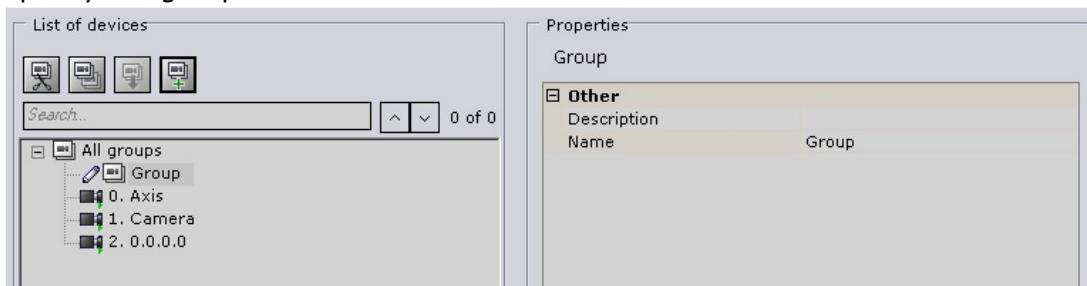 List of devices
Search...
0 of 0
All groups
Group
0. Axis
1. Camera
2. 0.0.0.0
Properties
Group
Other
Description
Name Group